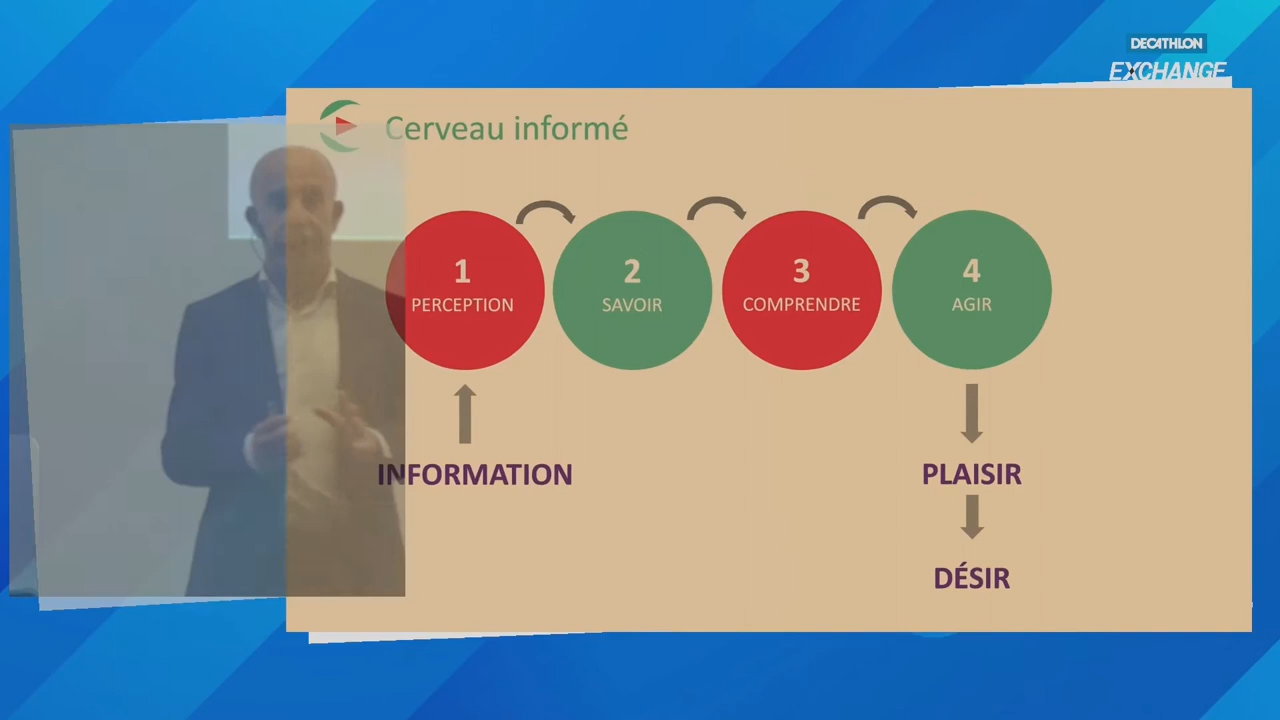 DECATHLON
EXCHANGE
Cerveau informé
1
PERCEPTION
2
SAVOIR
3
COMPRENDRE
4
AGIR
INFORMATION
PLAISIR
DÉSIR